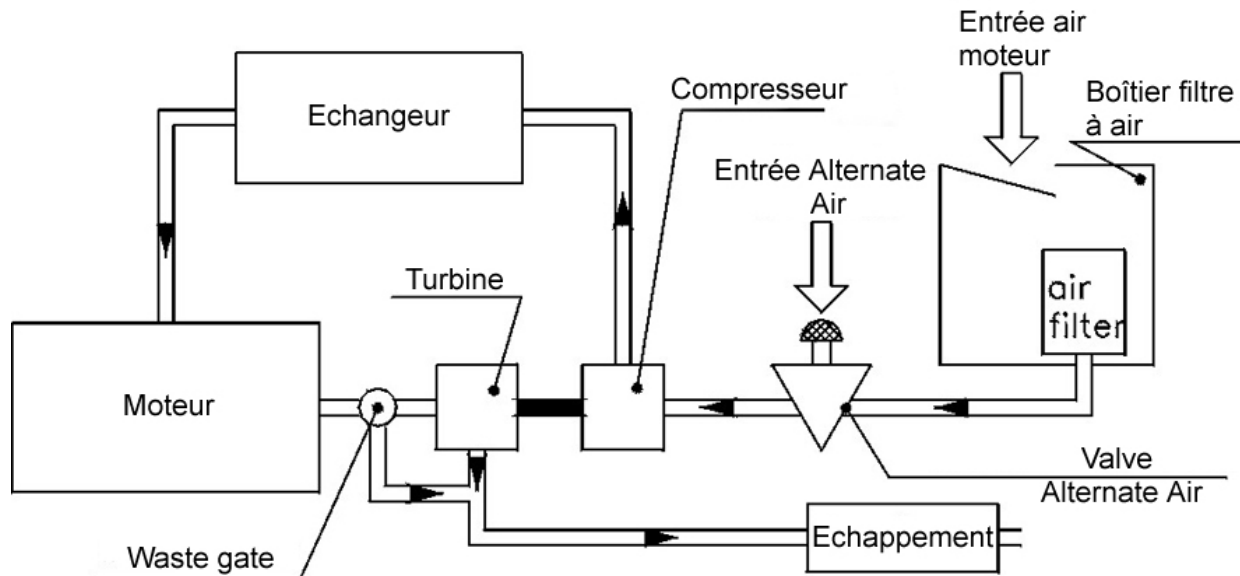 Entrée air
moteur
Boîtier filtre
à air
Compresseur
Echangeur
Entrée Alternate
Air
Turbine
air
filter
Moteur
Valve
Alternate Air
Echappement
Waste gate